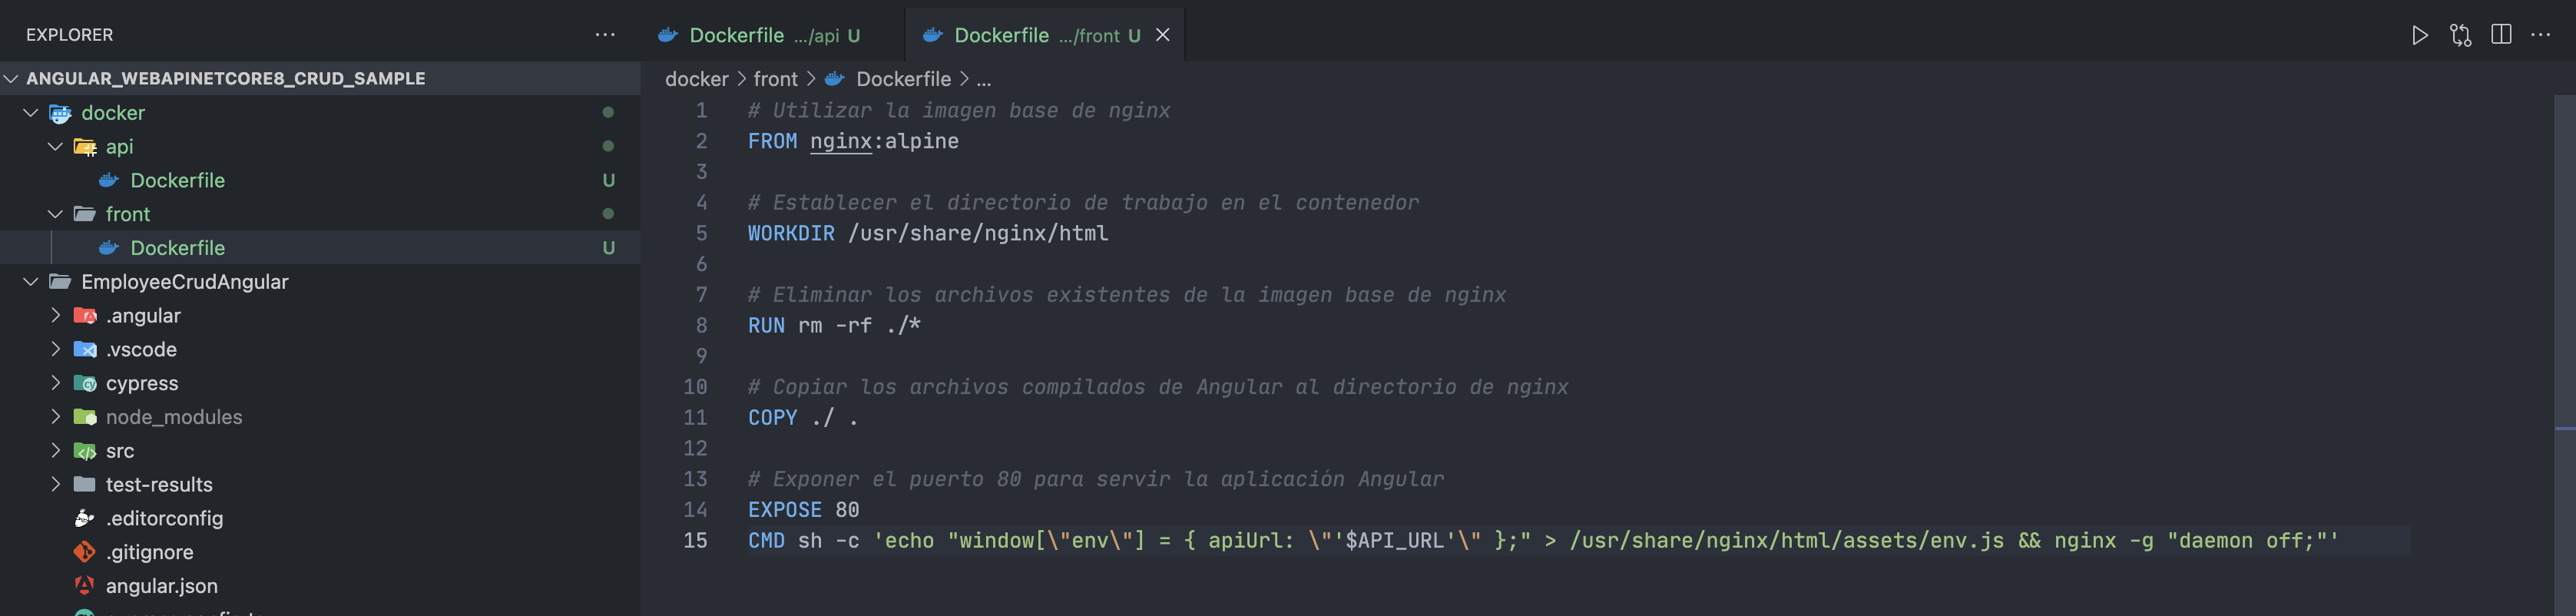 EXPLORER
ANGULAR_WEBAPINETCORE8_CRUD_SAMPLE
docker
api
Dockerfile U
front
Dockerfile U
EmployeeCrudAngular
.angular
.vscode
cypress
node_modules
src
test-results
.editorconfig
.gitignore
angular.json
Dockerfile .../api U
Dockerfile .../front U
docker > front > Dockerfile > ...
1 # Utilizar la imagen base de nginx
2 FROM nginx:alpine
3
4 # Establecer el directorio de trabajo en el contenedor
5 WORKDIR /usr/share/nginx/html
6
7 # Eliminar los archivos existentes de la imagen base de nginx
8 RUN rm -rf ./*
9
10 # Copiar los archivos compilados de Angular al directorio de nginx
11 COPY ./ .
12
13 # Exponer el puerto 80 para servir la aplicación Angular
14 EXPOSE 80
15 CMD sh -c 'echo "window[\"env\"] = { apiUrl: \"'$API_URL'\" };" > /usr/share/nginx/html/assets/env.js && nginx -g "daemon off;"'